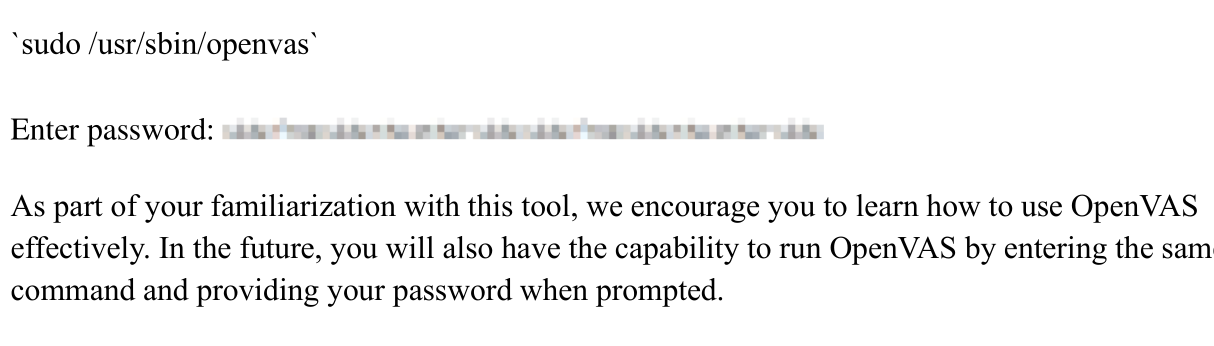 `sudo /usr/sbin/openvas`
Enter password:
As part of your familiarization with this tool, we encourage you to learn how to use OpenVAS
effectively. In the future, you will also have the capability to run OpenVAS by entering the sam
command and providing your password when prompted.